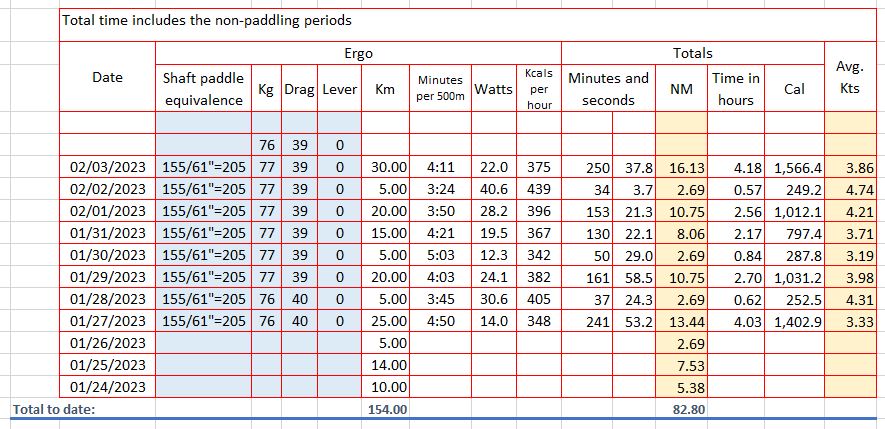 Total time includes the non-paddling periods
Ergo Totals
Date Shaft paddle equivalence Kg Drag Lever Km Minutes per 500m Watts Kcals per hour Minutes and seconds NM Time in hours Cal Avg. Kts
76 39 0
02/03/2023 155/61"=205 77 39 0 30.00 4:11 22.0 375 250 37.8 16.13 4.18 1,566.4 3.86
02/02/2023 155/61"=205 77 39 0 5.00 3:24 40.6 439 34 3.7 2.69 0.57 249.2 4.74
02/01/2023 155/61"=205 77 39 0 20.00 3:50 28.2 396 153 21.3 10.75 2.56 1,012.1 4.21
01/31/2023 155/61"=205 77 39 0 15.00 4:21 19.5 367 130 22.1 8.06 2.17 797.4 3.71
01/30/2023 155/61"=205 77 39 0 5.00 5:03 12.3 342 50 29.0 2.69 0.84 287.8 3.19
01/29/2023 155/61"=205 77 39 0 20.00 4:03 24.1 382 161 58.5 10.75 2.70 1,031.2 3.98
01/28/2023 155/61"=205 76 40 0 5.00 3:45 30.6 405 37 24.3 2.69 0.62 252.5 4.31
01/27/2023 155/61"=205 76 40 0 25.00 4:50 14.0 348 241 53.2 13.44 4.03 1,402.9 3.33
01/26/2023 5.00 2.69
01/25/2023 14.00 7.53
01/24/2023 10.00 5.38
Total to date: 154.00 82.80